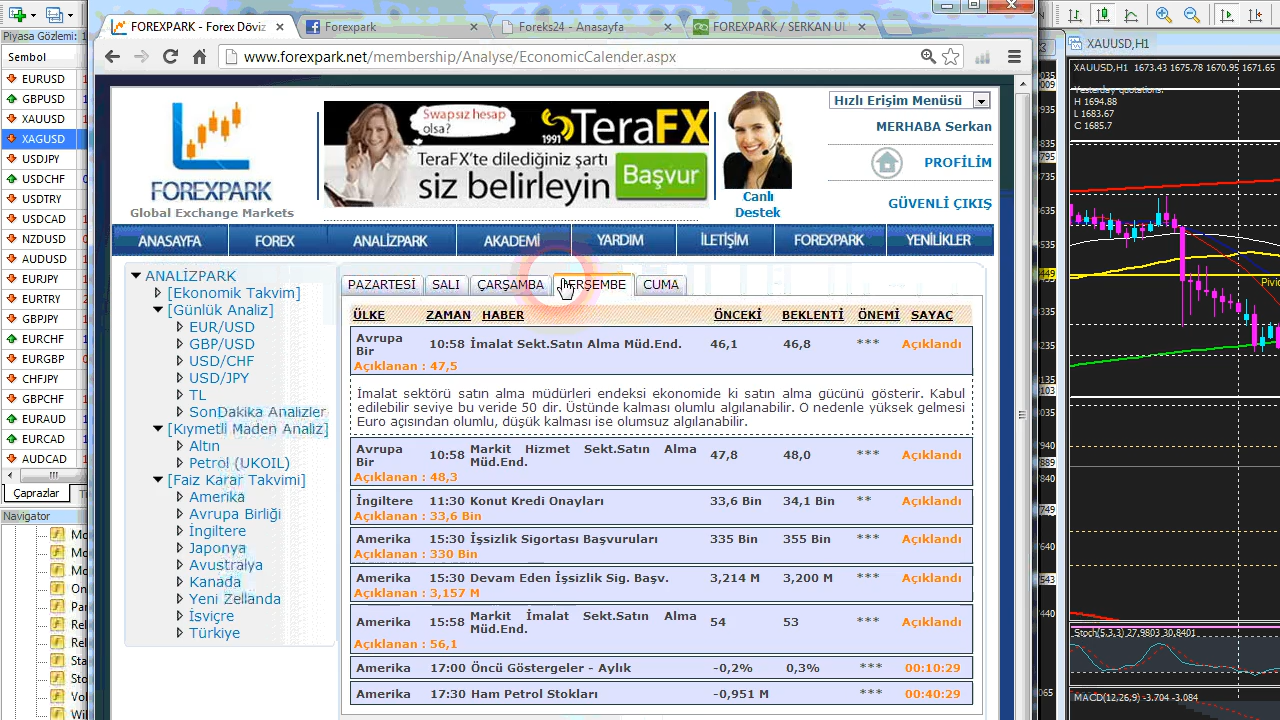 FOREXPARK - Forex Döviz
Forexpark
Foreks24 - Anasayfa
FOREXPARK / SERKAN UL
www.forexpark.net/membership/Analyse/EconomicCalender.aspx
Piyasa Gözlemi: 1
Sembol
EURUSD
GBPUSD
XAUUSD
XAGUSD
USDJPY
USDCHF
USDTRY
USDCAD
NZDUSD
AUDUSD
EURJPY
EURTRY
GBPJPY
EURCHF
EURGBP
CHFJPY
GBPCHF
EURAUD
EURCAD
AUDCAD
Çaprazlar
Navigator
FOREXPARK
Global Exchange Markets
Swapsız hesap
olsa?
1991 TeraFX
TeraFX'te dilediğiniz şartı
siz belirleyin
Başvur
Canlı
Destek
Hızlı Erişim Menüsü
MERHABA Serkan
PROFİLİM
GÜVENLİ ÇIKIŞ
ANASAYFA FOREX ANALİZPARK AKADEMİ YARDIM İLETİŞİM FOREXPARK YENİLİKLER
ANALİZPARK
[Ekonomik Takvim]
[Günlük Analiz]
EUR/USD
GBP/USD
USD/CHF
USD/JPY
TL
SonDakika Analizler
[Kıymetli Maden Analiz]
Altın
Petrol (UKOIL)
[Faiz Karar Takvimi]
Amerika
Avrupa Birliği
İngiltere
Japonya
Avustralya
Kanada
Yeni Zellanda
İsviçre
Türkiye
PAZARTESİ SALI ÇARŞAMBA PERŞEMBE CUMA
ÜLKE ZAMAN HABER ÖNCEKİ BEKLENTİ ÖNEMİ SAYAÇ
Avrupa Bir 10:58 İmalat Sekt.Satın Alma Müd.End. 46,1 46,8 *** Açıklandı
Açıklanan : 47,5
İmalat sektörü satın alma müdürleri endeksi ekonomide ki satın alma gücünü gösterir. Kabul
edilebilir seviye bu veride 50 dir. Üstünde kalması olumlu algılanabilir. O nedenle yüksek gelmesi
Euro açısından olumlu, düşük kalması ise olumsuz algılanabilir.
Avrupa Bir 10:58 Markit Hizmet Sekt.Satın Alma Müd.End. 47,8 48,0 *** Açıklandı
Açıklanan : 48,3
İngiltere 11:30 Konut Kredi Onayları 33,6 Bin 34,1 Bin ** Açıklandı
Açıklanan : 33,6 Bin
Amerika 15:30 İşsizlik Sigortası Başvuruları 335 Bin 355 Bin *** Açıklandı
Açıklanan : 330 Bin
Amerika 15:30 Devam Eden İşsizlik Sig. Başv. 3,214 M 3,200 M *** Açıklandı
Açıklanan : 3,157 M
Amerika 15:58 Markit İmalat Sekt.Satın Alma Müd.End. 54 53 *** Açıklandı
Açıklanan : 56,1
Amerika 17:00 Öncü Göstergeler - Aylık -0,2% 0,3% *** 00:10:29
Amerika 17:30 Ham Petrol Stokları -0,951 M *** 00:40:29
XAUUSD,H1
XAUUSD,H1 1673.43 1675.78 1670.95 1671.65
Yesterday quotations:
H 1694.88
L 1683.67
C 1685.7
Stoch(5,3,3) 27.9803 30.8401
MACD(12,26,9) -3.704 -3.084